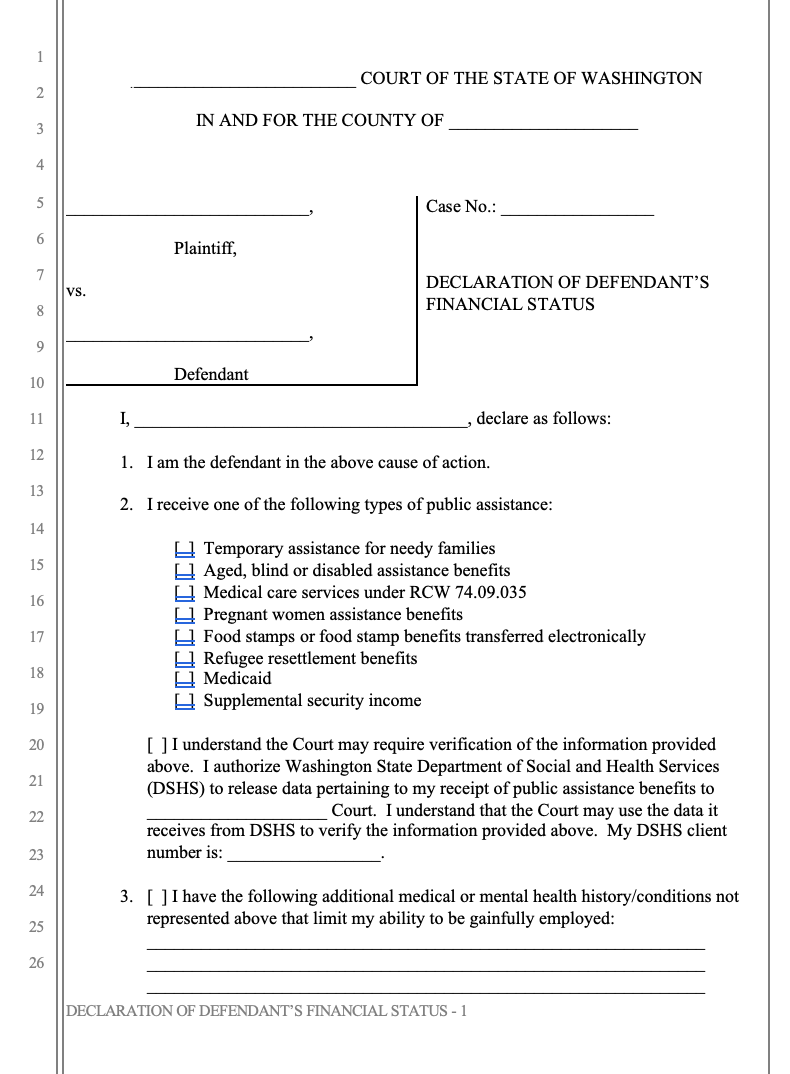 1
2
3
4
5
6
7
8
9
10
11
12
13
14
15
16
17
18
19
20
21
22
23
24
25
26
__________________________ COURT OF THE STATE OF WASHINGTON
IN AND FOR THE COUNTY OF ______________________
____________________________,
Plaintiff,
vs.
____________________________,
Defendant
Case No.: __________________
DECLARATION OF DEFENDANT’S
FINANCIAL STATUS
I, _______________________________________, declare as follows:
1. I am the defendant in the above cause of action.
2. I receive one of the following types of public assistance:
[ ] Temporary assistance for needy families
[ ] Aged, blind or disabled assistance benefits
[ ] Medical care services under RCW 74.09.035
[ ] Pregnant women assistance benefits
[ ] Food stamps or food stamp benefits transferred electronically
[ ] Refugee resettlement benefits
[ ] Medicaid
[ ] Supplemental security income
[ ] I understand the Court may require verification of the information provided
above. I authorize Washington State Department of Social and Health Services
(DSHS) to release data pertaining to my receipt of public assistance benefits to
_____________________ Court. I understand that the Court may use the data it
receives from DSHS to verify the information provided above. My DSHS client
number is: __________________.
3. [ ] I have the following additional medical or mental health history/conditions not
represented above that limit my ability to be gainfully employed:
_________________________________________________________________
_________________________________________________________________
_________________________________________________________________
DECLARATION OF DEFENDANT’S FINANCIAL STATUS - 1